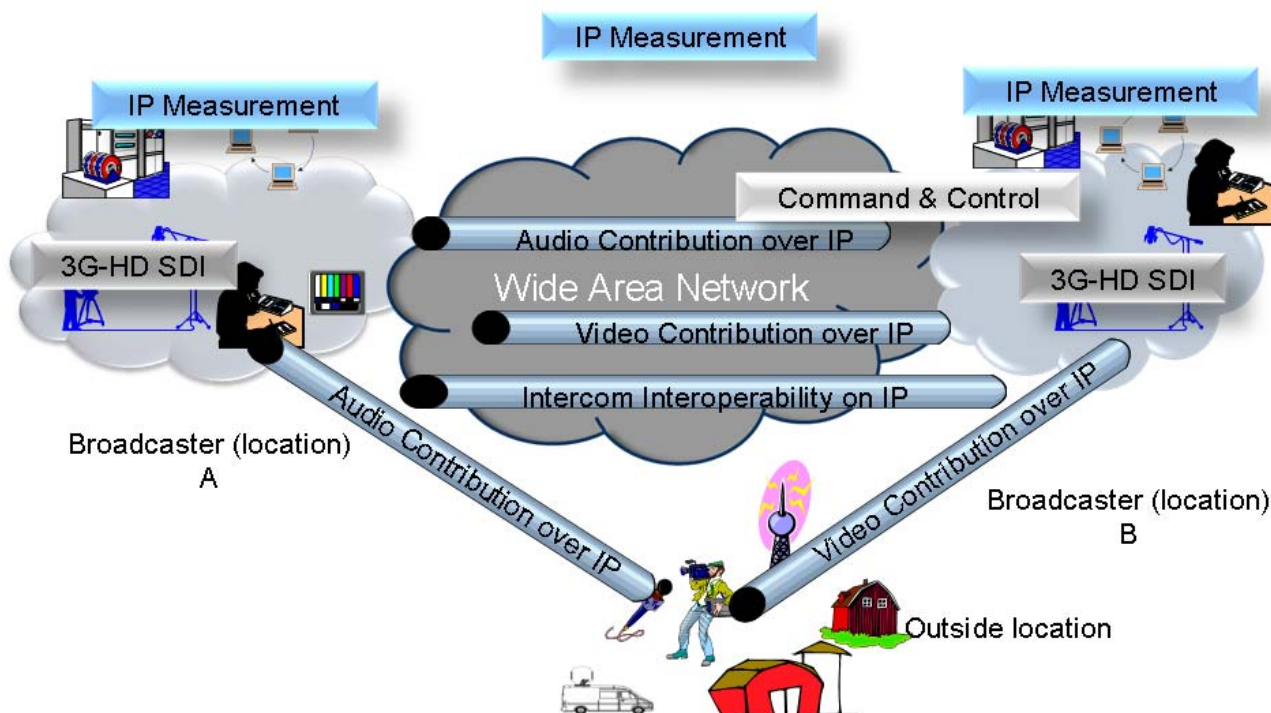 IP Measurement
IP Measurement
IP Measurement
Command & Control
Audio Contribution over IP
3G-HD SDI
Wide Area Network
3G-HD SDI
Video Contribution over IP
Intercom Interoperability on IP
Audio Contribution over IP
Video Contribution over IP
Broadcaster (location)
A
Broadcaster (location)
B
Outside location